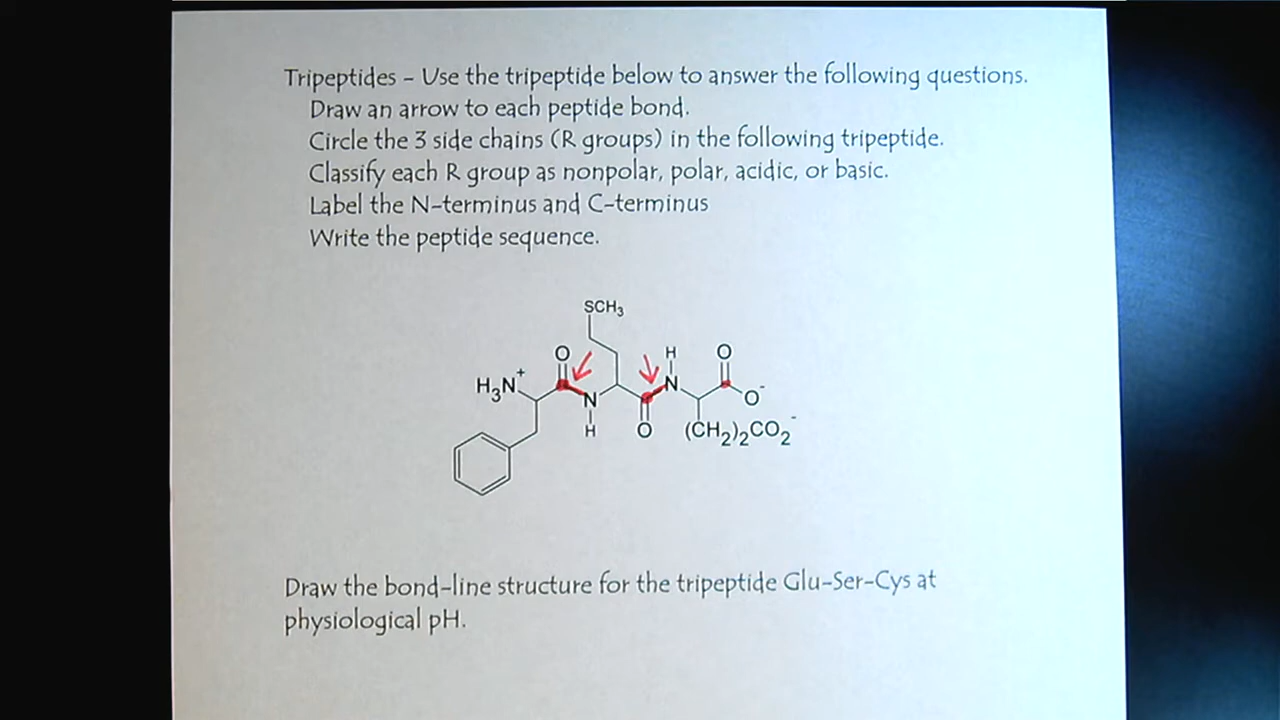 Tripeptides – Use the tripeptide below to answer the following questions.
Draw an arrow to each peptide bond.
Circle the 3 side chains (R groups) in the following tripeptide.
Classify each R group as nonpolar, polar, acidic, or basic.
Label the N-terminus and C-terminus
Write the peptide sequence.
SCH₃
O H O
H₃N⁺ N O⁻
N
H O (CH₂)₂CO₂⁻
Draw the bond-line structure for the tripeptide Glu-Ser-Cys at
physiological pH.